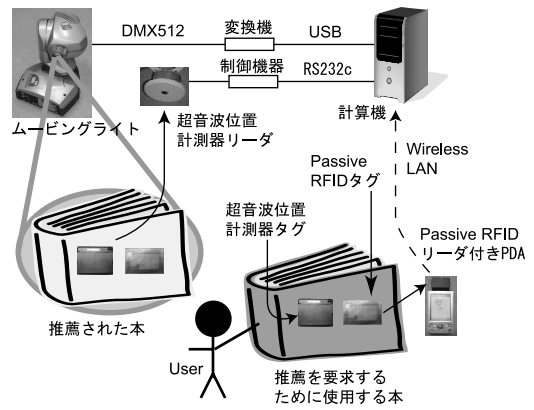 DMX512
変換機
USB
制御機器
RS232c
ムービングライト
超音波位置
計測器リーダ
計算機
Wireless
LAN
Passive
RFIDタグ
超音波位置
計測器タグ
Passive RFID
リーダ付きPDA
推薦された本
User
推薦を要求する
ために使用する本